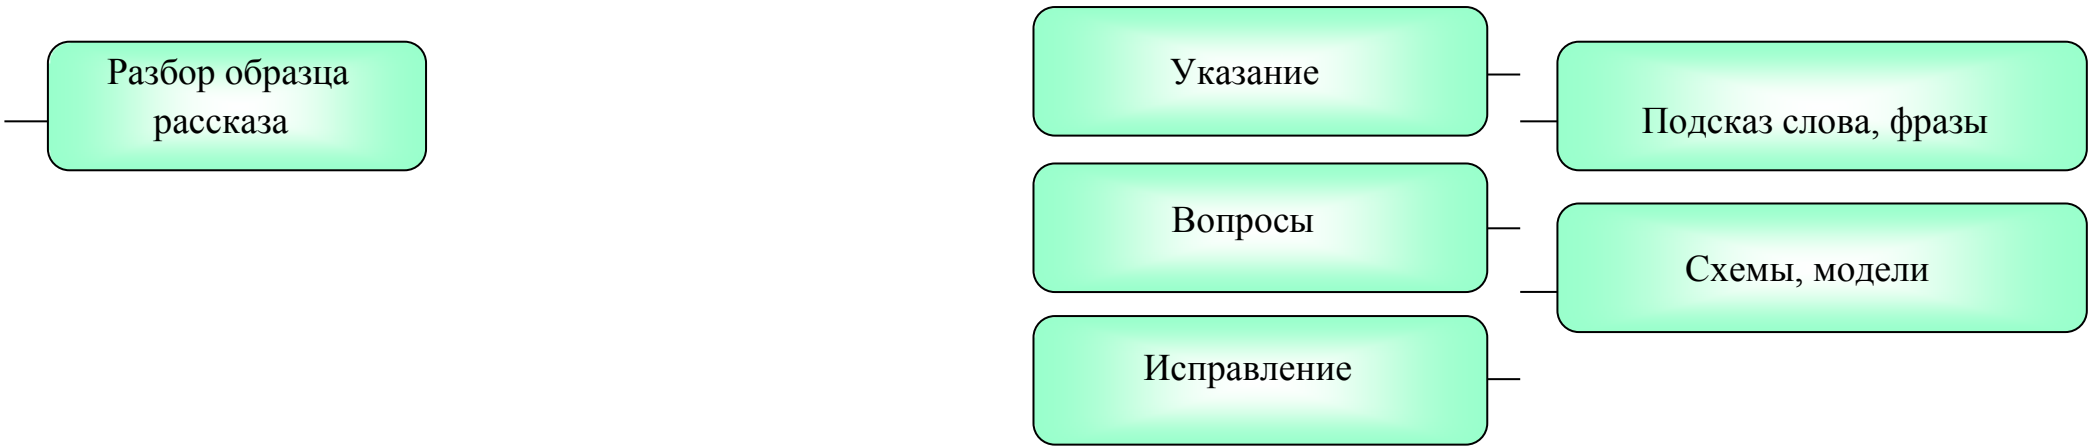 Разбор образца
рассказа
Указание
Вопросы
Исправление
Подсказ слова, фразы
Схемы, модели